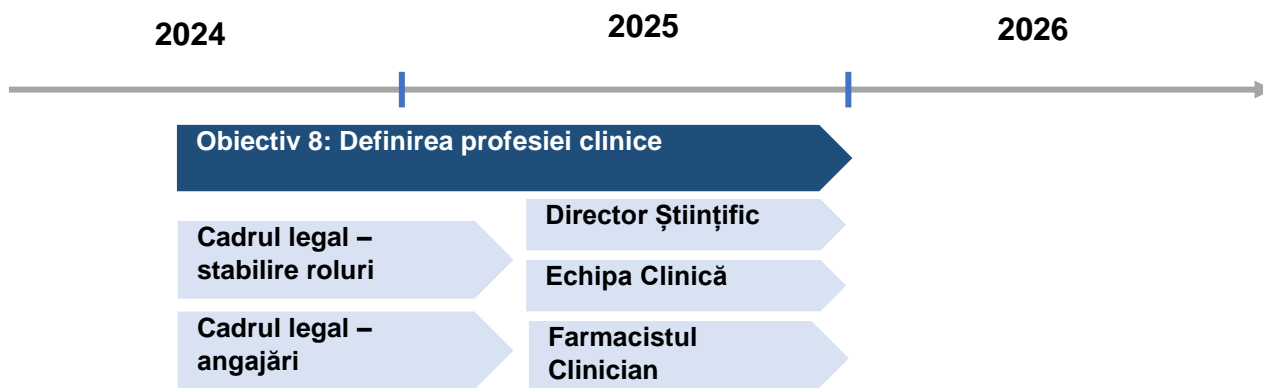 2024
2025
2026
Obiectiv 8: Definirea profesiei clinice
Cadrul legal –
stabilire roluri
Cadrul legal –
angajări
Director Științific
Echipa Clinică
Farmacistul
Clinician